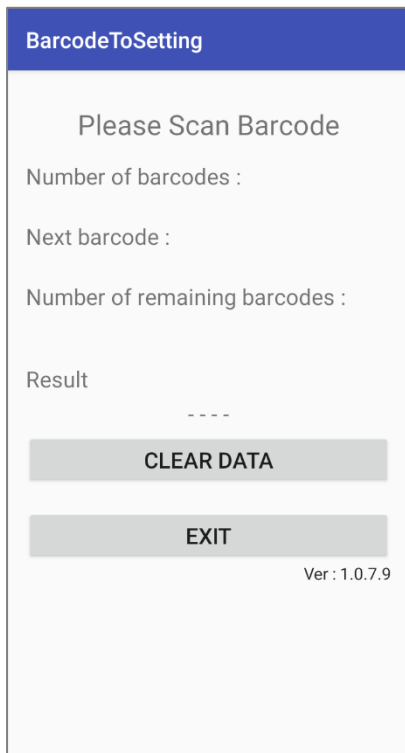 BarcodeToSetting
Please Scan Barcode
Number of barcodes :
Next barcode :
Number of remaining barcodes :
Result
- - - -
CLEAR DATA
EXIT
Ver : 1.0.7.9